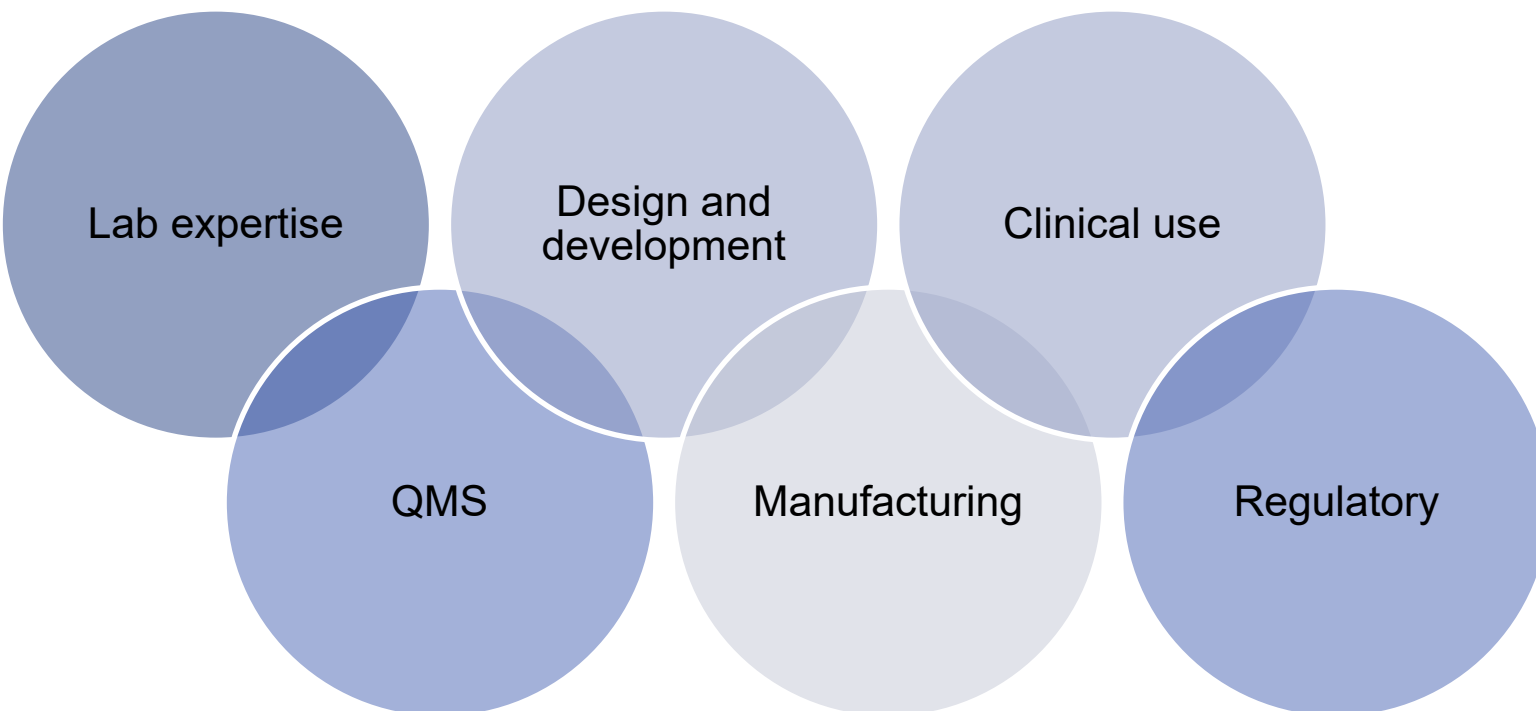 Lab expertise
Design and
development
Clinical use
QMS
Manufacturing
Regulatory